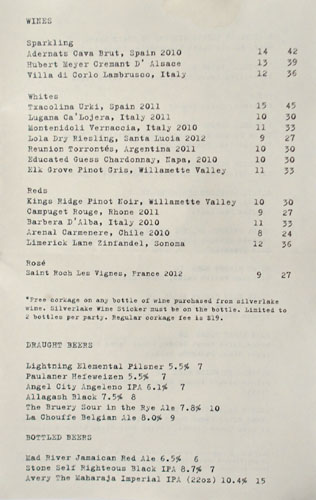 WINES
Sparkling
Adernats Cava Brut, Spain 2010 14 42
Hubert Meyer Cremant D' Alsace 13 39
Villa di Corlo Lambrusco, Italy 12 36
Whites
Txacolina Urki, Spain 2011 15 45
Lugana Ca'Lojera, Italy 2011 10 30
Montenidoli Vernaccia, Italy 2010 11 33
Lola Dry Riesling, Santa Lucia 2012 9 27
Reunion Torrontés, Argentina 2011 10 30
Educated Guess Chardonnay, Napa, 2010 10 30
Elk Grove Pinot Gris, Willamette Valley 11 33
Reds
Kings Ridge Pinot Noir, Willamette Valley 10 30
Campuget Rouge, Rhone 2011 9 27
Barbera D'Alba, Italy 2010 11 33
Arenal Carmenere, Chile 2010 8 24
Limerick Lane Zinfandel, Sonoma 12 36
Rosé
Saint Roch Les Vignes, France 2012 9 27
*Free corkage on any bottle of wine purchased from silverlake
wine. Silverlake Wine Sticker must be on the bottle. Limited to
2 bottles per party. Regular corkage fee is $19.
DRAUGHT BEERS
Lightning Elemental Pilsner 5.5% 7
Paulaner Hefeweizen 5.5% 7
Angel City Angeleno IPA 6.1% 7
Allagash Black 7.5% 8
The Bruery Sour in the Rye Ale 7.8% 10
La Chouffe Belgian Ale 8.0% 9
BOTTLED BEERS
Mad River Jamaican Red Ale 6.5% 6
Stone Self Righteous Black IPA 8.7% 7
Avery The Maharaja Imperial IPA (22oz) 10.4% 15